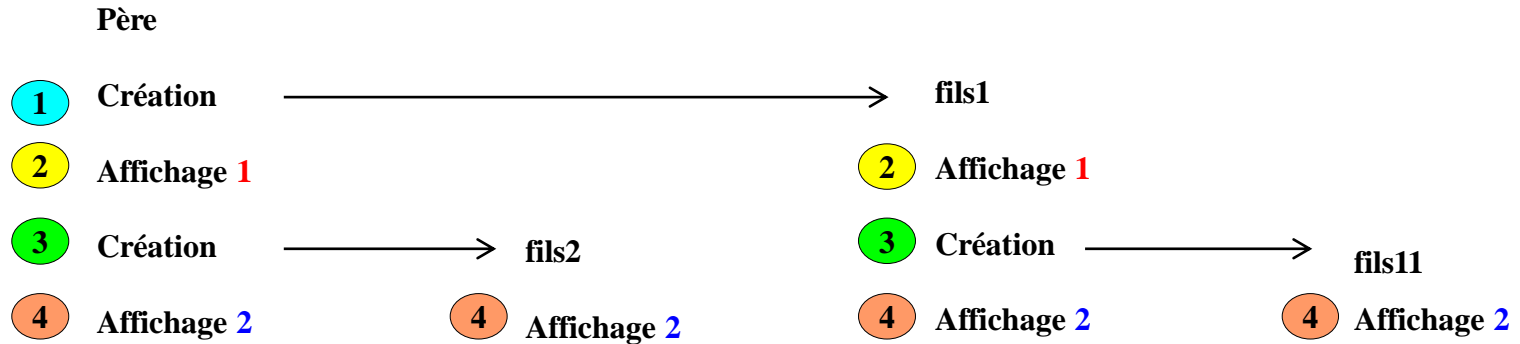 Père
1 Création fils1
2 Affichage 1 2 Affichage 1
3 Création fils2 3 Création fils11
4 Affichage 2 4 Affichage 2 4 Affichage 2 4 Affichage 2